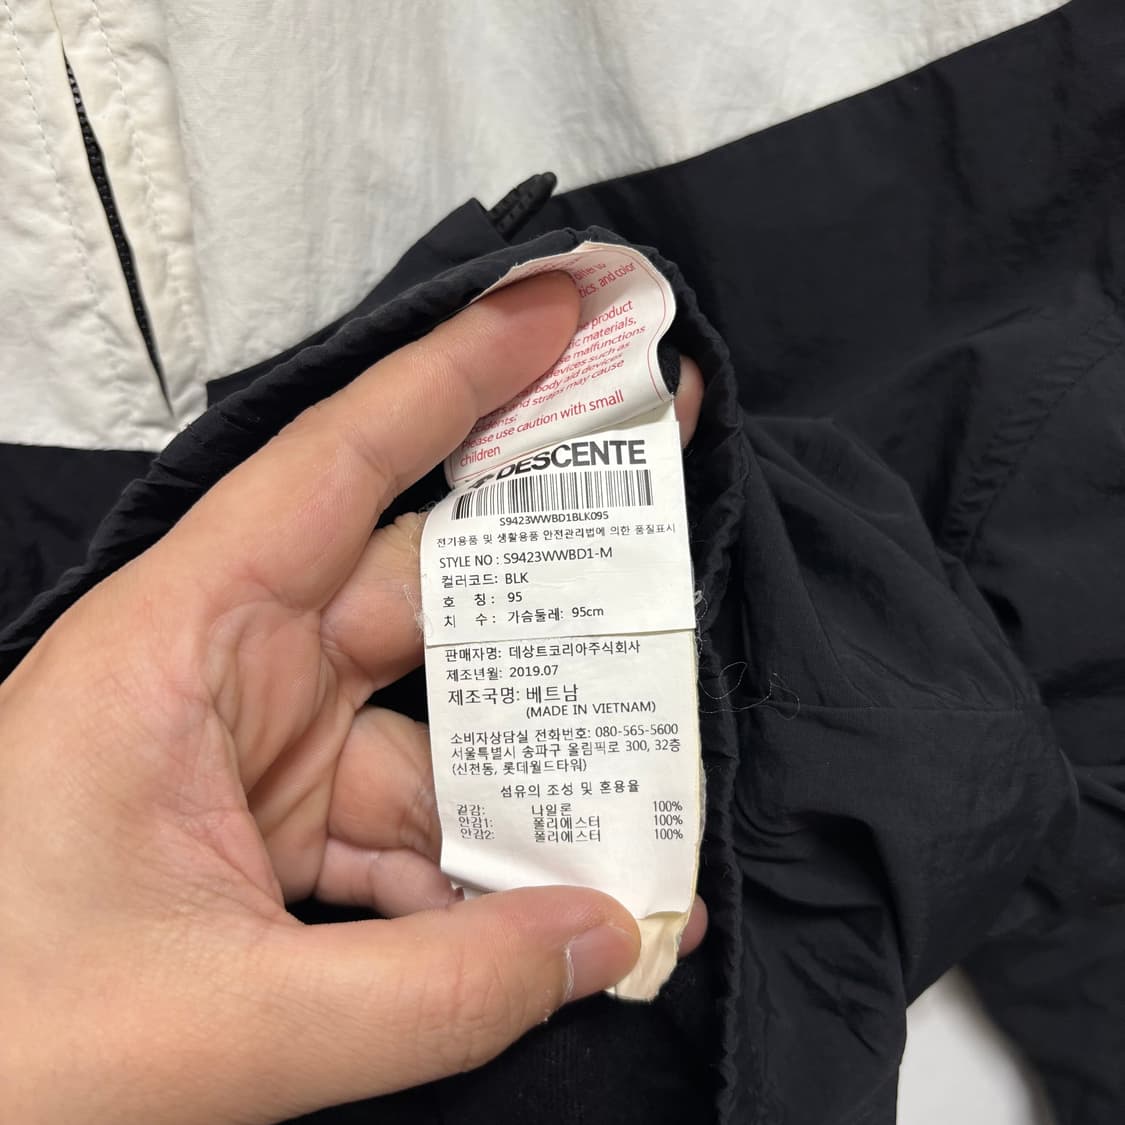 tics, and color
product
materials,
malfunctions
devices such as
body aid devices
and straps may cause
Please use caution with small
children
DESCENTE
S9423WWBD1BLK095
전기용품 및 생활용품 안전관리법에 의한 품질표시
STYLE NO : S9423WWBD1-M
컬러코드: BLK
호 칭 : 95
치 수 : 가슴둘레: 95cm
판매자명: 데상트코리아주식회사
제조년월: 2019.07
제조국명: 베트남
(MADE IN VIETNAM)
소비자상담실 전화번호: 080-565-5600
서울특별시 송파구 올림픽로 300, 32층
(신천동, 롯데월드타워)
섬유의 조성 및 혼용율
겉감: 나일론 100%
안감1: 폴리에스터 100%
안감2: 폴리에스터 100%